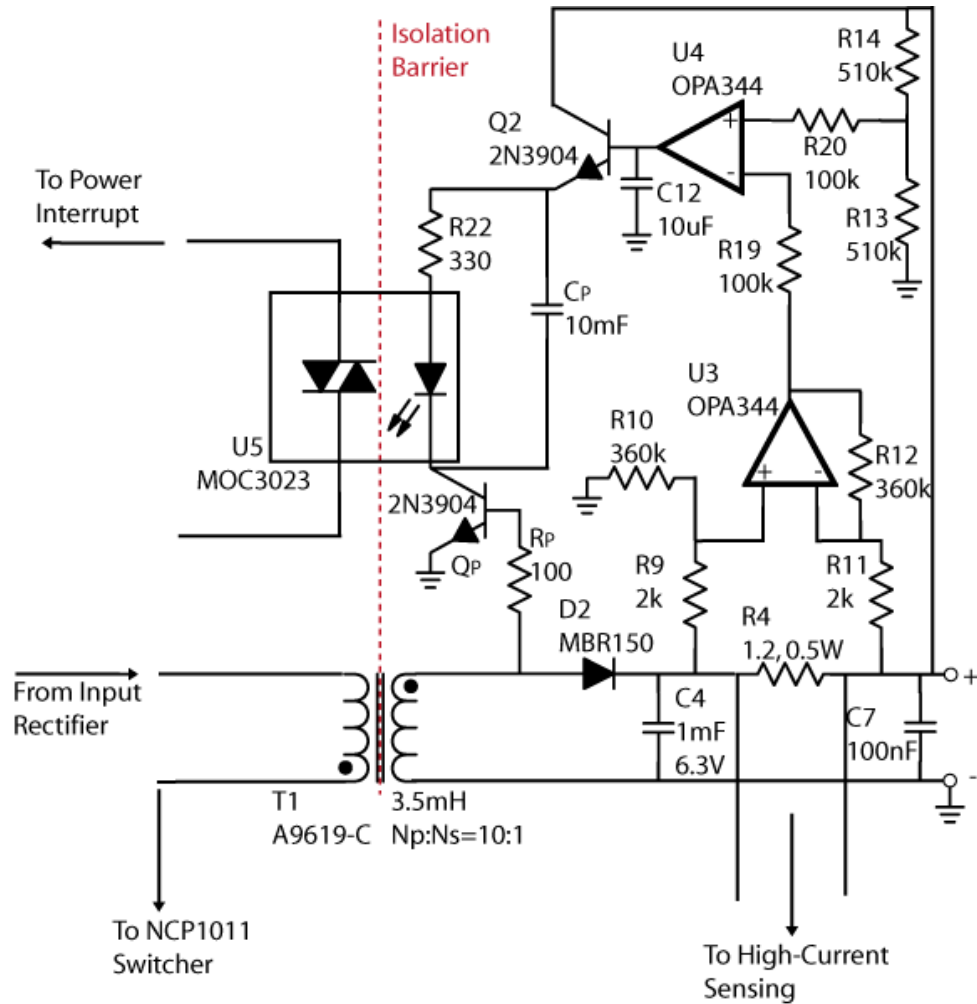 Isolation
Barrier
R14
510k
U4
OPA344
Q2
2N3904
+
-
R20
100k
To Power
Interrupt
C12
10uF
R13
510k
R22
330
R19
100k
CP
10mF
U3
OPA344
R10
360k
+
-
R12
360k
U5
MOC3023
2N3904
QP
RP
100
R9
2k
R11
2k
D2
MBR150
R4
1.2, 0.5W
From Input
Rectifier
+
C4
1mF
6.3V
C7
100nF
-
T1
A9619-C
3.5mH
Np:Ns=10:1
To NCP1011
Switcher
To High-Current
Sensing